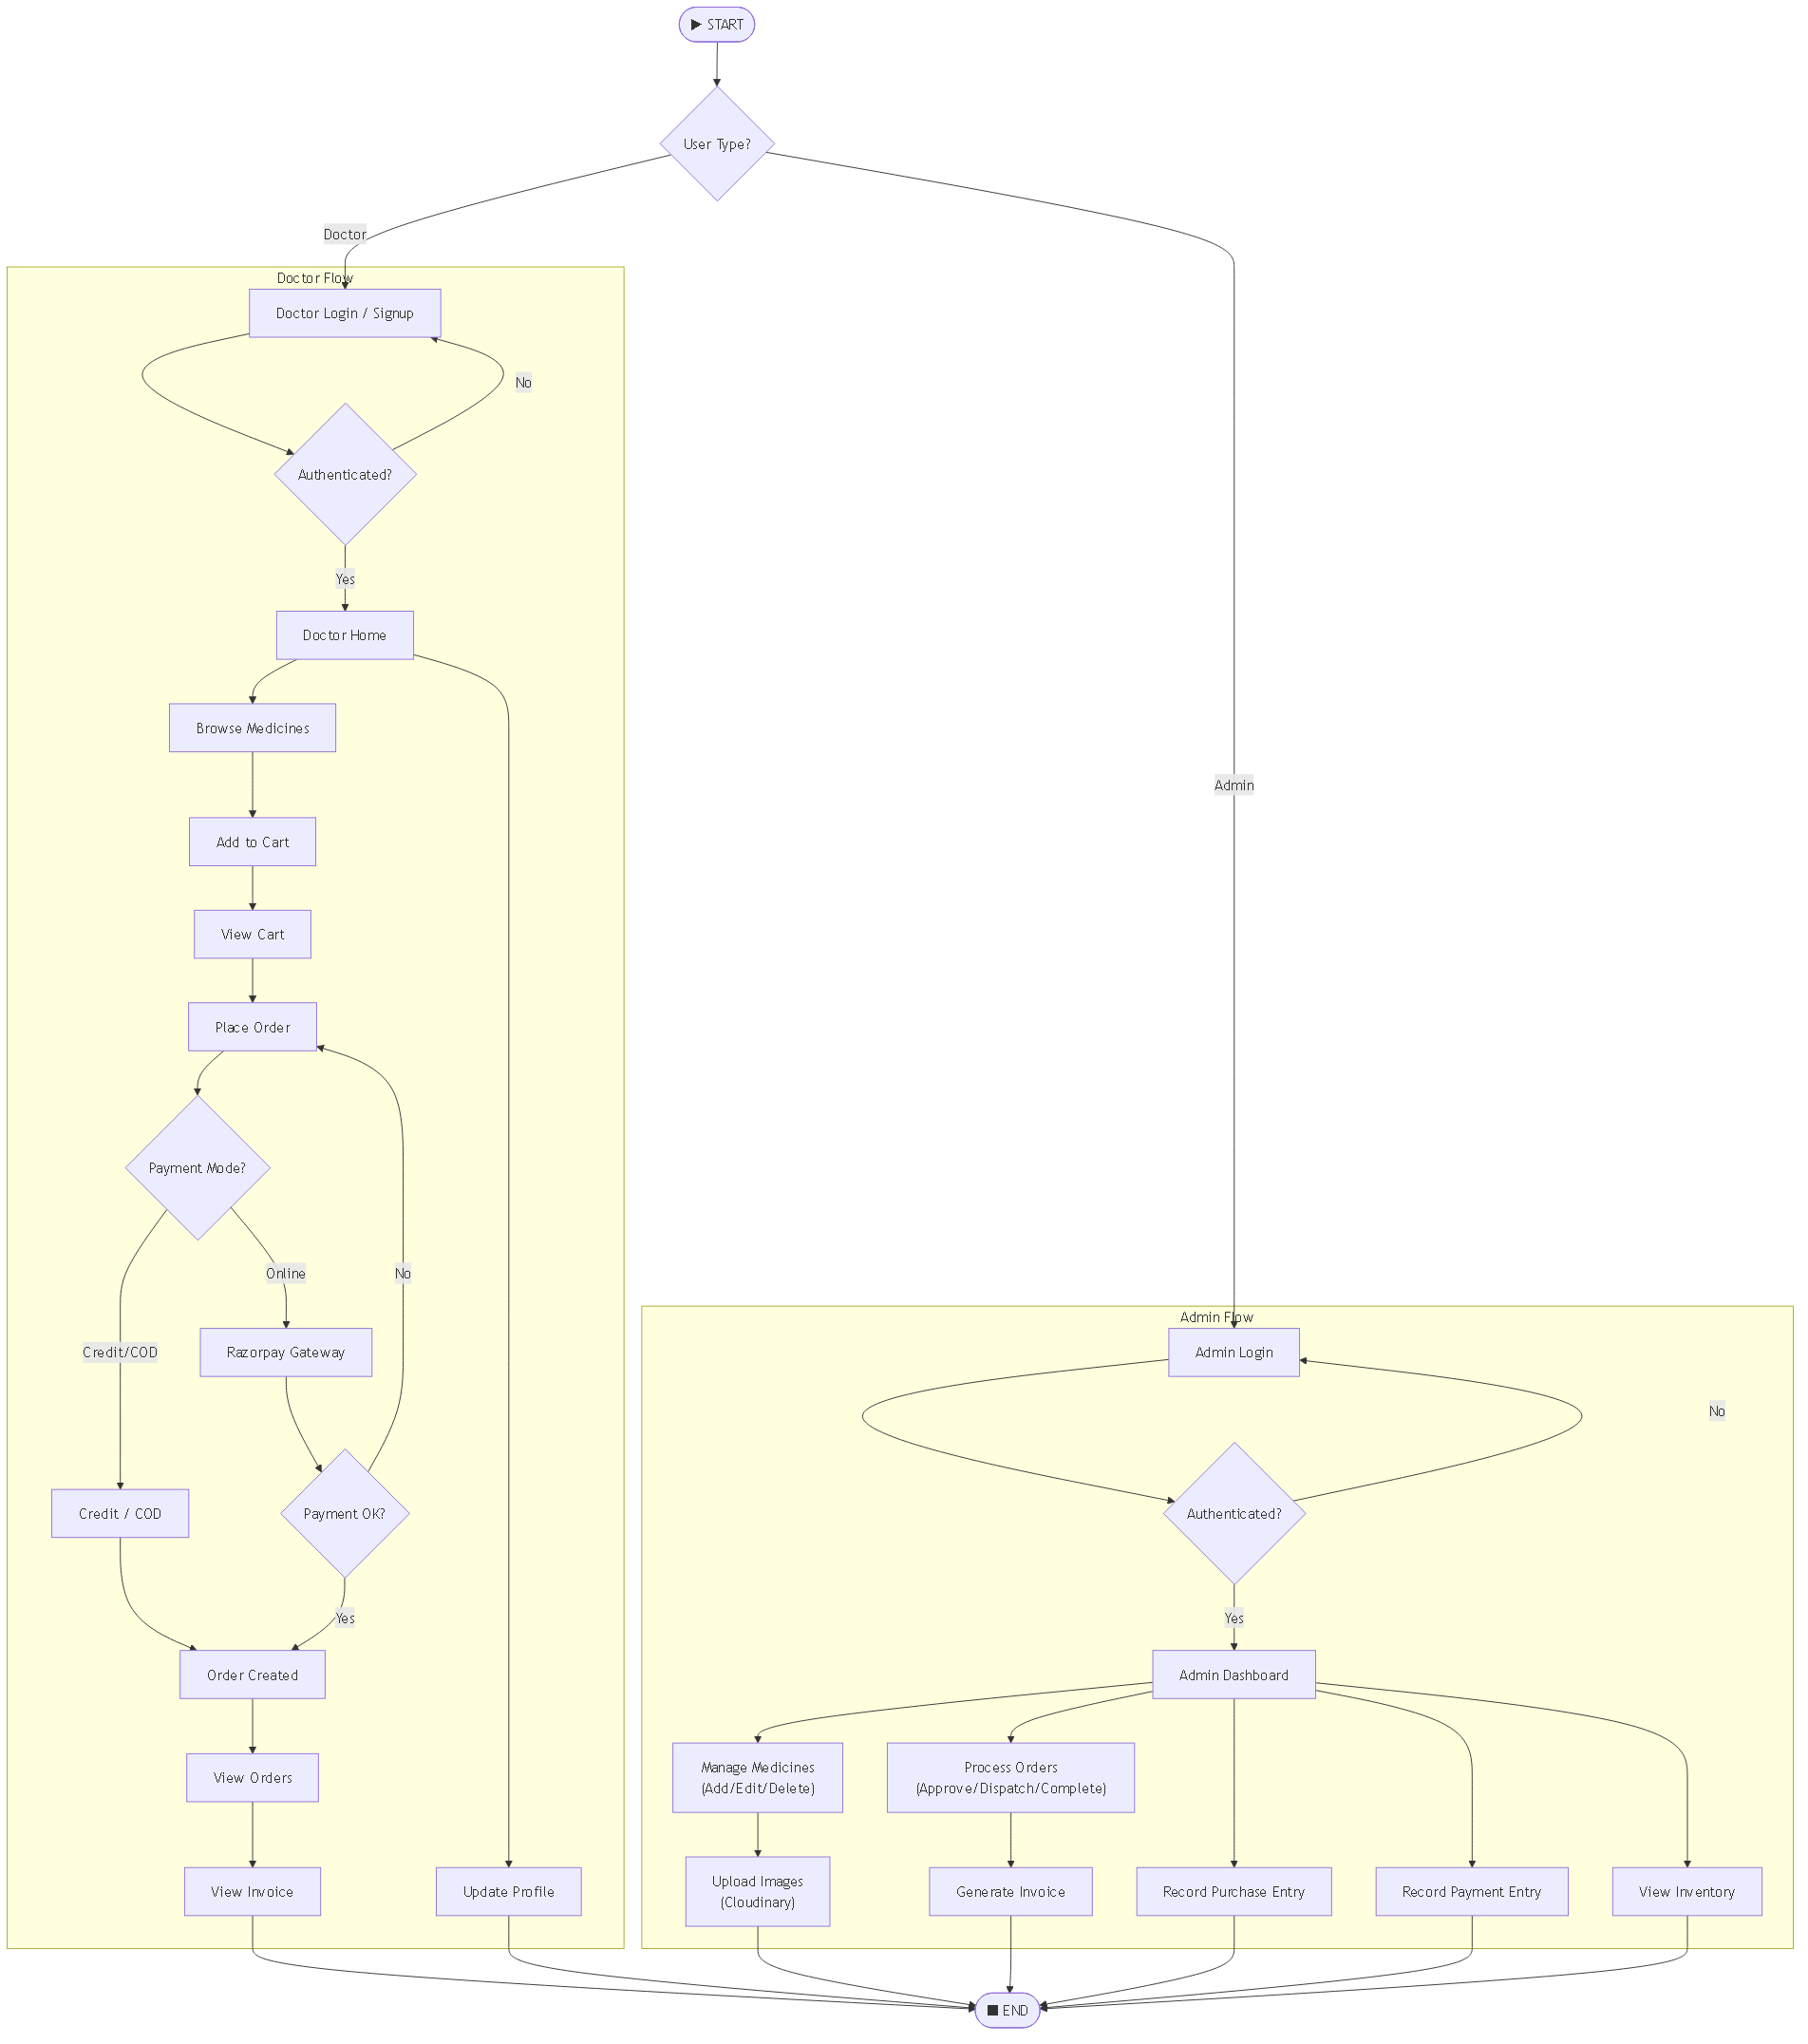 ▶ START
User Type?
Doctor
Doctor Flow
Doctor Login / Signup
No
Authenticated?
Yes
Doctor Home
Browse Medicines
Admin
Add to Cart
View Cart
Place Order
Payment Mode?
Online
No
Credit/COD
Razorpay Gateway
Credit / COD
Payment OK?
Yes
Order Created
View Orders
View Invoice
Update Profile
Admin Flow
Admin Login
No
Authenticated?
Yes
Admin Dashboard
Manage Medicines
(Add/Edit/Delete)
Process Orders
(Approve/Dispatch/Complete)
Upload Images
(Cloudinary)
Generate Invoice
Record Purchase Entry
Record Payment Entry
View Inventory
■ END